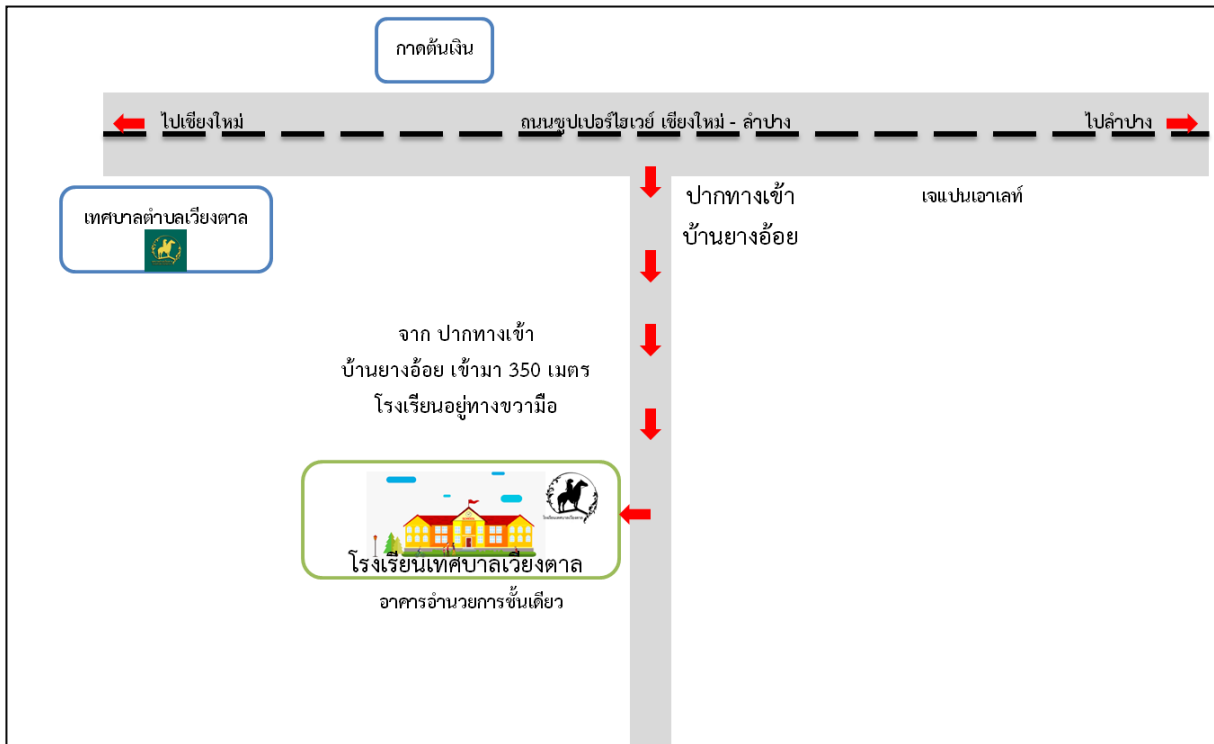 กาดต้นเงิน
ไปเชียงใหม่
ถนนซุปเปอร์ไฮเวย์ เชียงใหม่ - ลำปาง
ไปลำปาง
เทศบาลตำบลเวียงตาล
ปากทางเข้า
บ้านยางอ้อย
เจแปนเอาเลท์
จาก ปากทางเข้า
บ้านยางอ้อย เข้ามา 350 เมตร
โรงเรียนอยู่ทางขวามือ
โรงเรียนเทศบาลเวียงตาล
อาคารอำนวยการชั้นเดียว